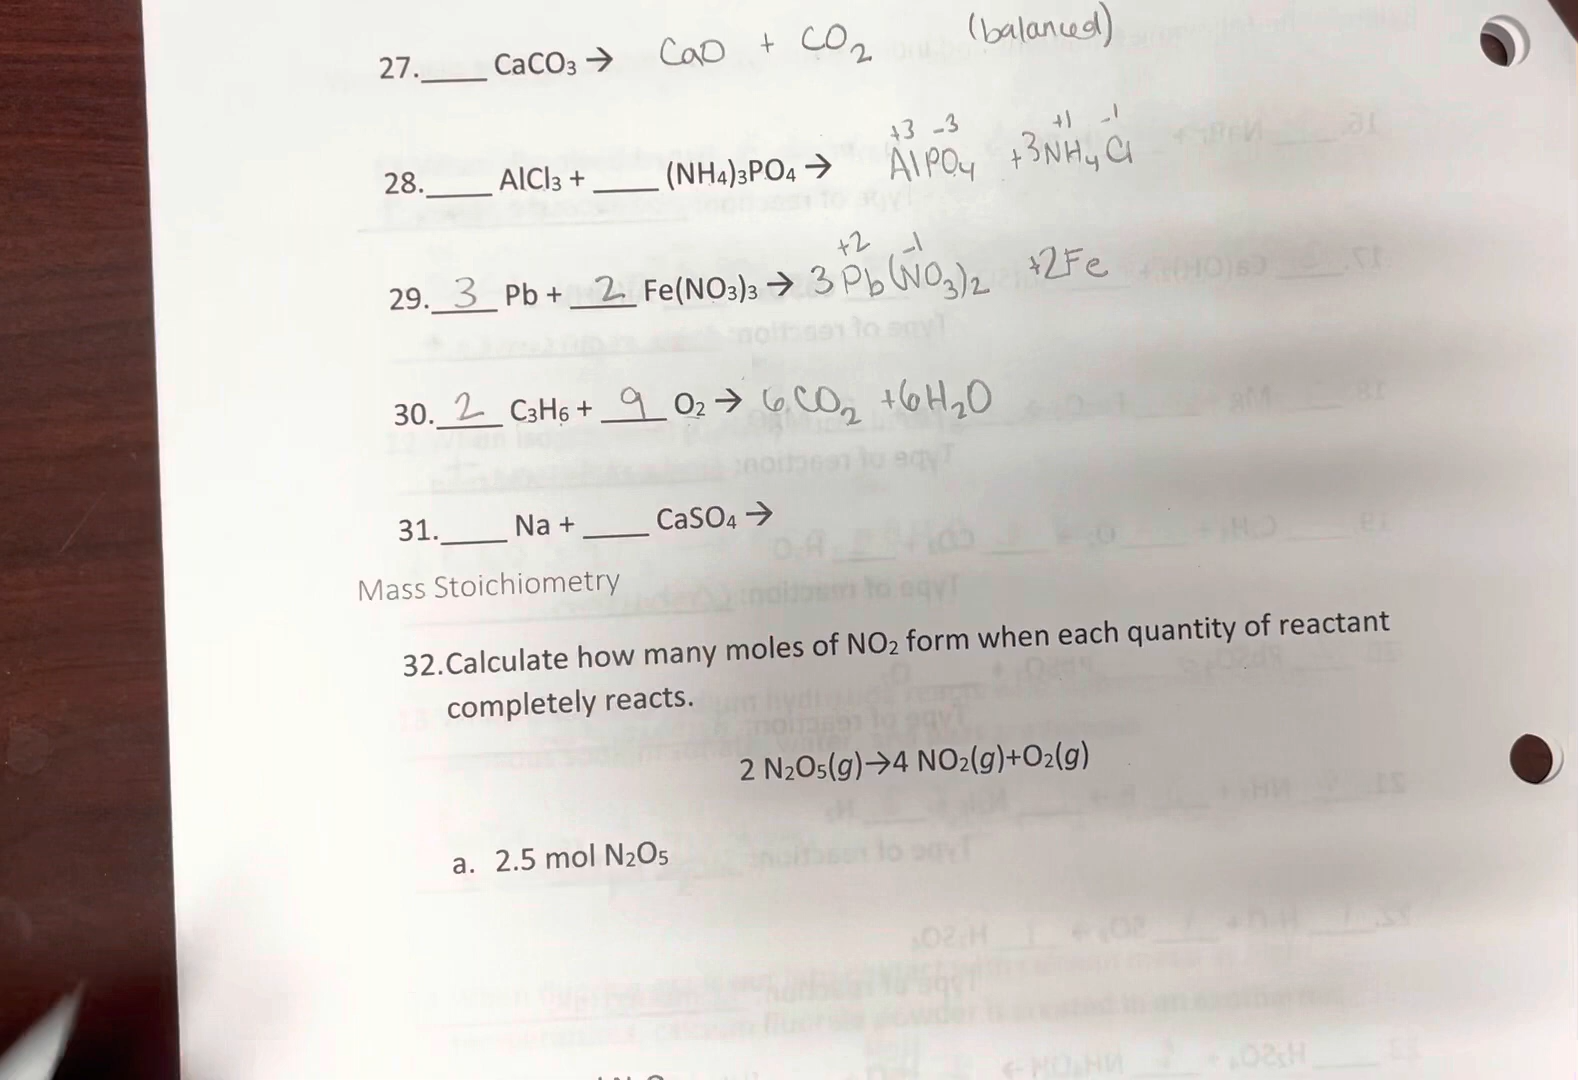 27.____ CaCO₃ → CaO + CO₂ (balanced)
+3 -3 +1 -1
28.____ AlCl₃ + ____ (NH₄)₃PO₄ → AlPO₄ +3NH₄Cl
+2 -1
29. 3 Pb + 2 Fe(NO₃)₃ → 3Pb(NO₃)₂ +2Fe
30. 2 C₃H₆ + 9 O₂ → 6CO₂ +6H₂O
31.____ Na + ____ CaSO₄ →
Mass Stoichiometry
32.Calculate how many moles of NO₂ form when each quantity of reactant
completely reacts.
2 N₂O₅(g)→4 NO₂(g)+O₂(g)
a. 2.5 mol N₂O₅